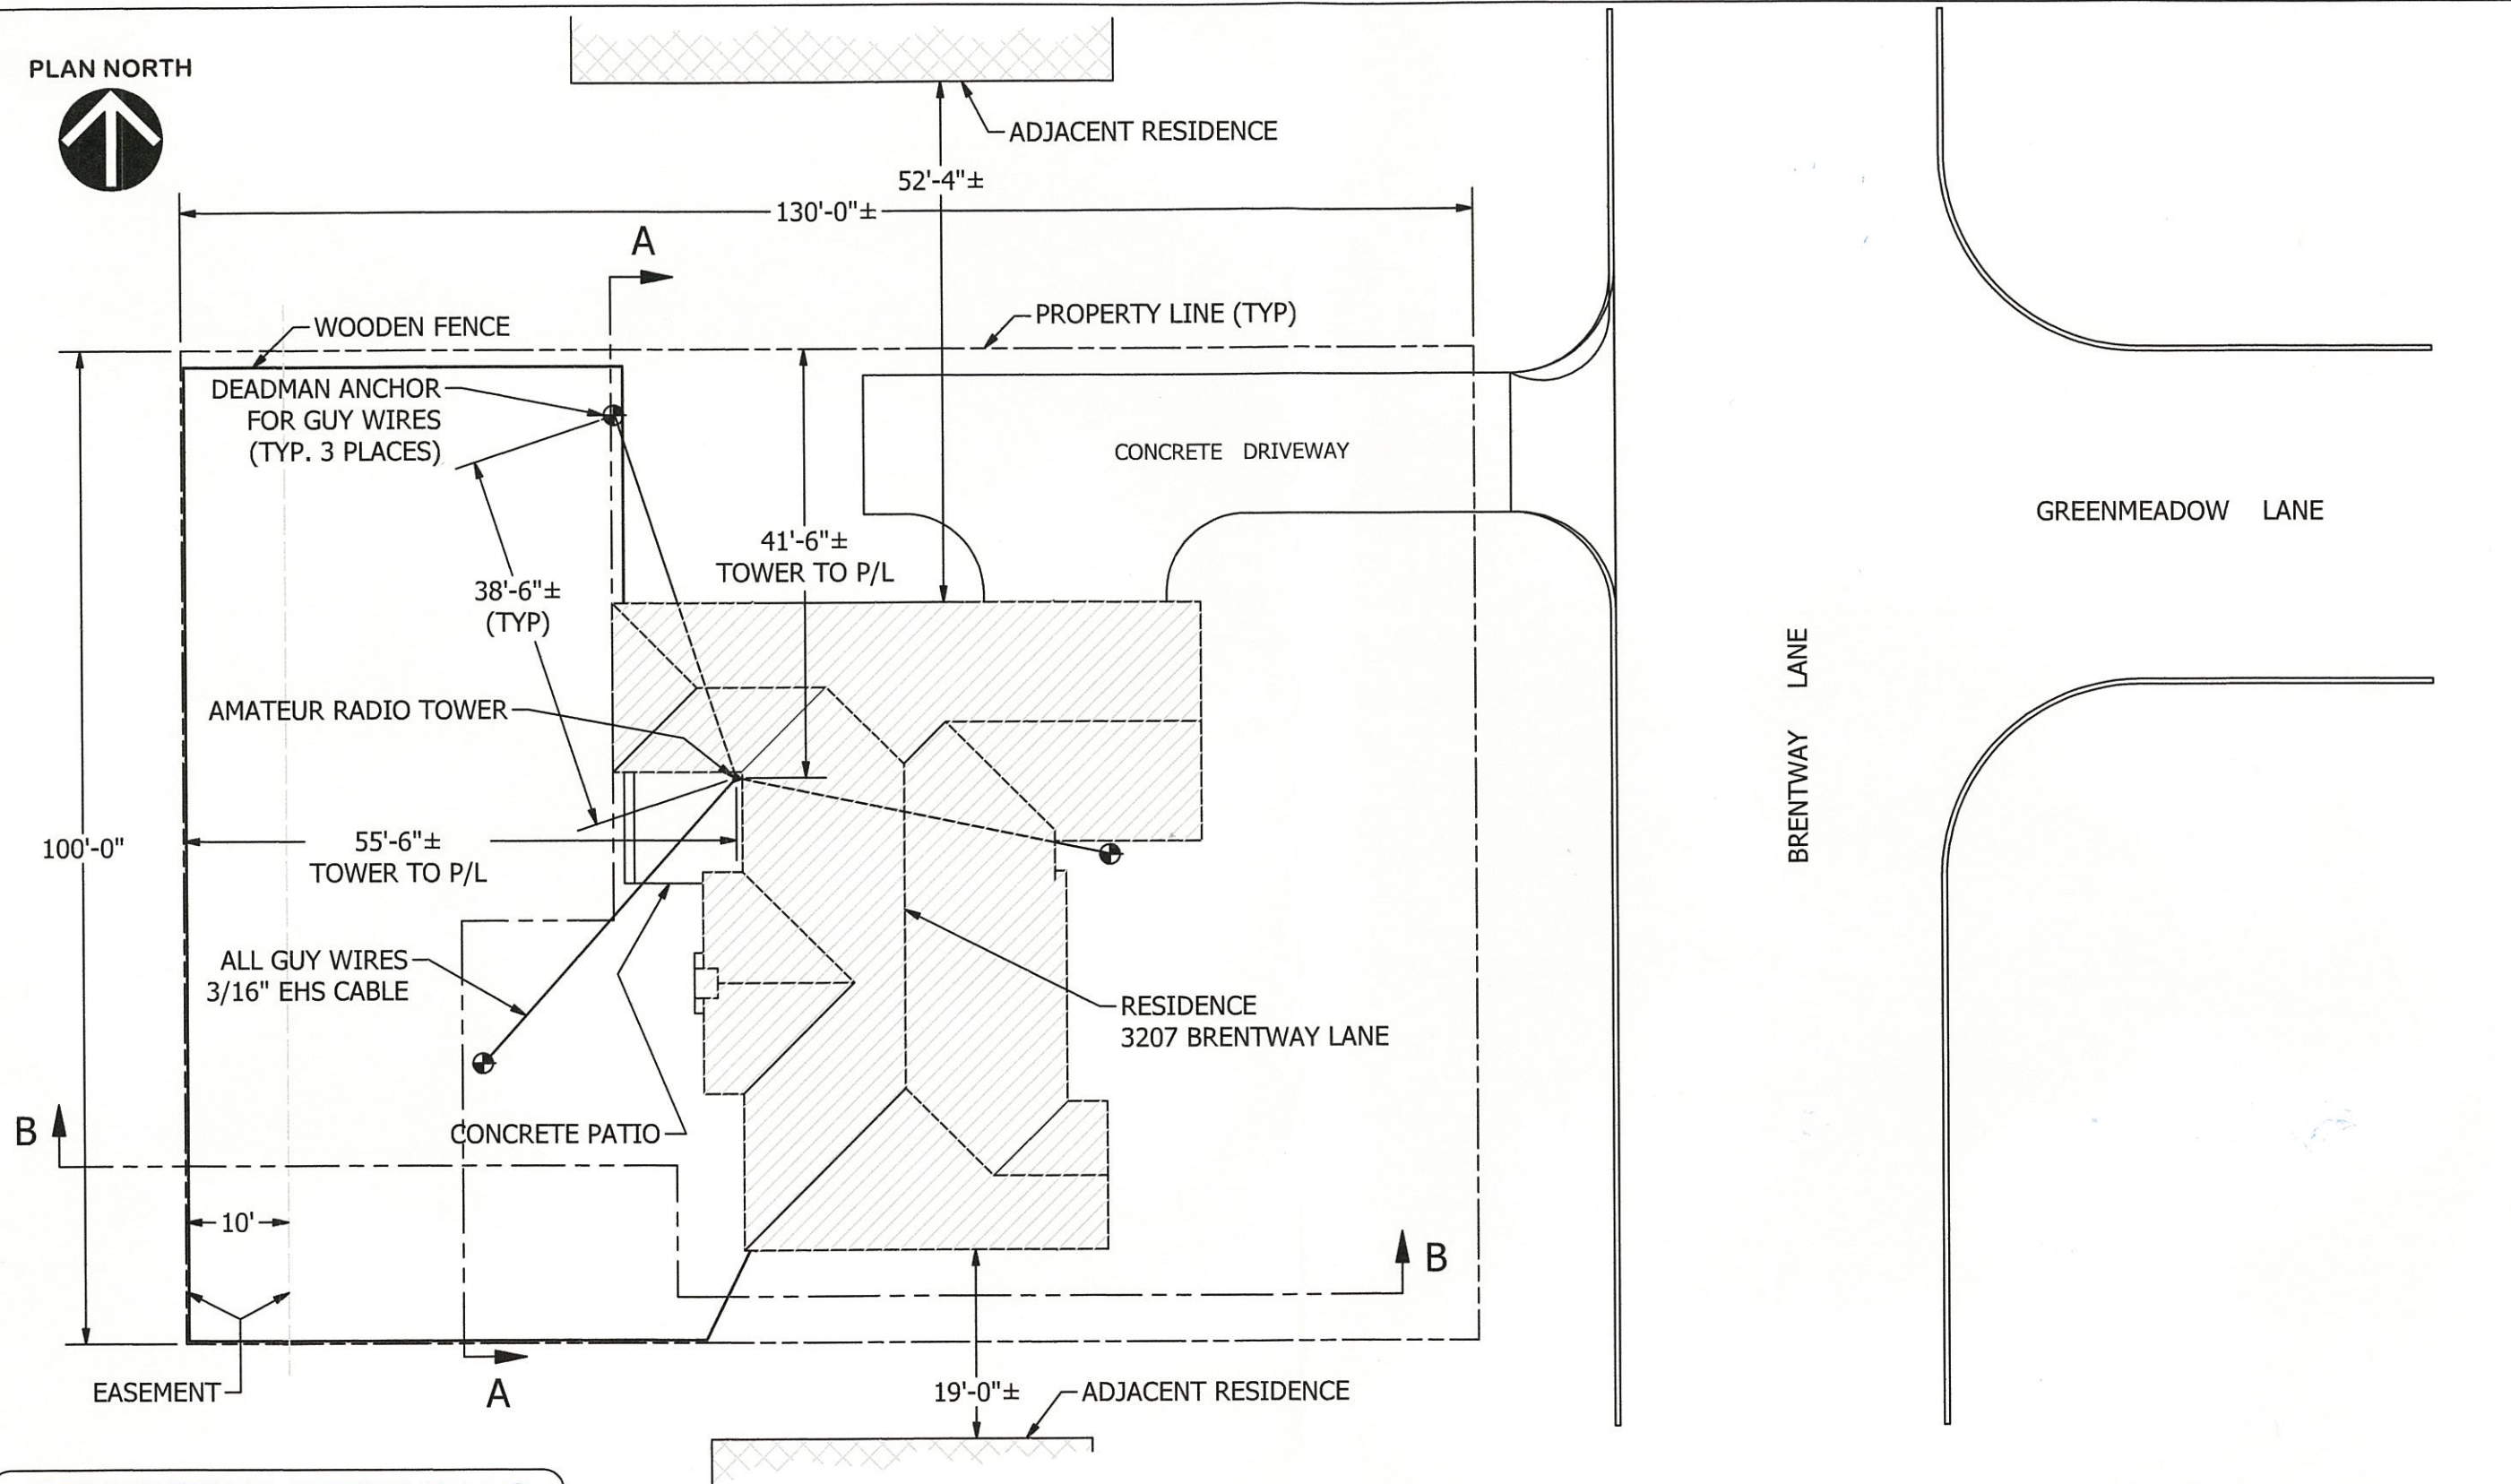 PLAN NORTH
ADJACENT RESIDENCE
52'-4"±
130'-0"±
A
WOODEN FENCE
PROPERTY LINE (TYP)
DEADMAN ANCHOR
FOR GUY WIRES
(TYP. 3 PLACES)
CONCRETE DRIVEWAY
GREENMEADOW LANE
41'-6"±
TOWER TO P/L
38'-6"±
(TYP)
BRENTWAY LANE
AMATEUR RADIO TOWER
100'-0"
55'-6"±
TOWER TO P/L
ALL GUY WIRES
3/16" EHS CABLE
RESIDENCE
3207 BRENTWAY LANE
B
CONCRETE PATIO
10'
B
EASEMENT
A
19'-0"±
ADJACENT RESIDENCE